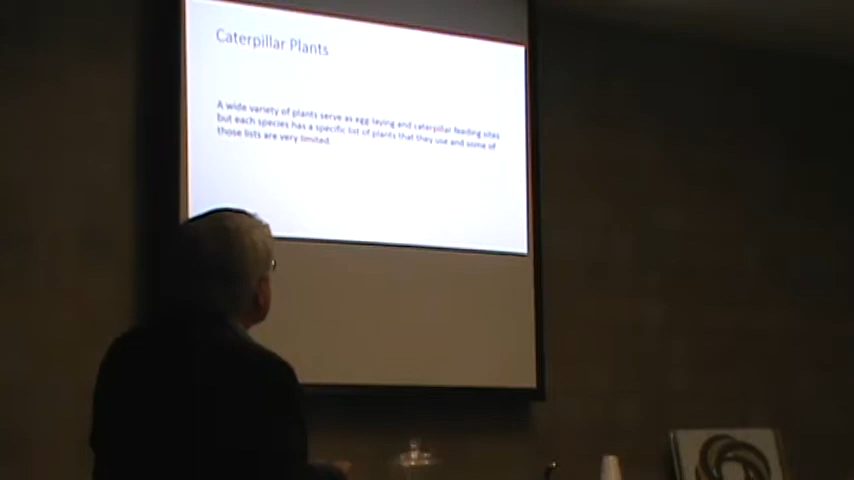 Caterpillar Plants
A wide variety of plants serve as egg-laying and caterpillar feeding sites
but each species has a specific list of plants that they use and some of
those lists are very limited.